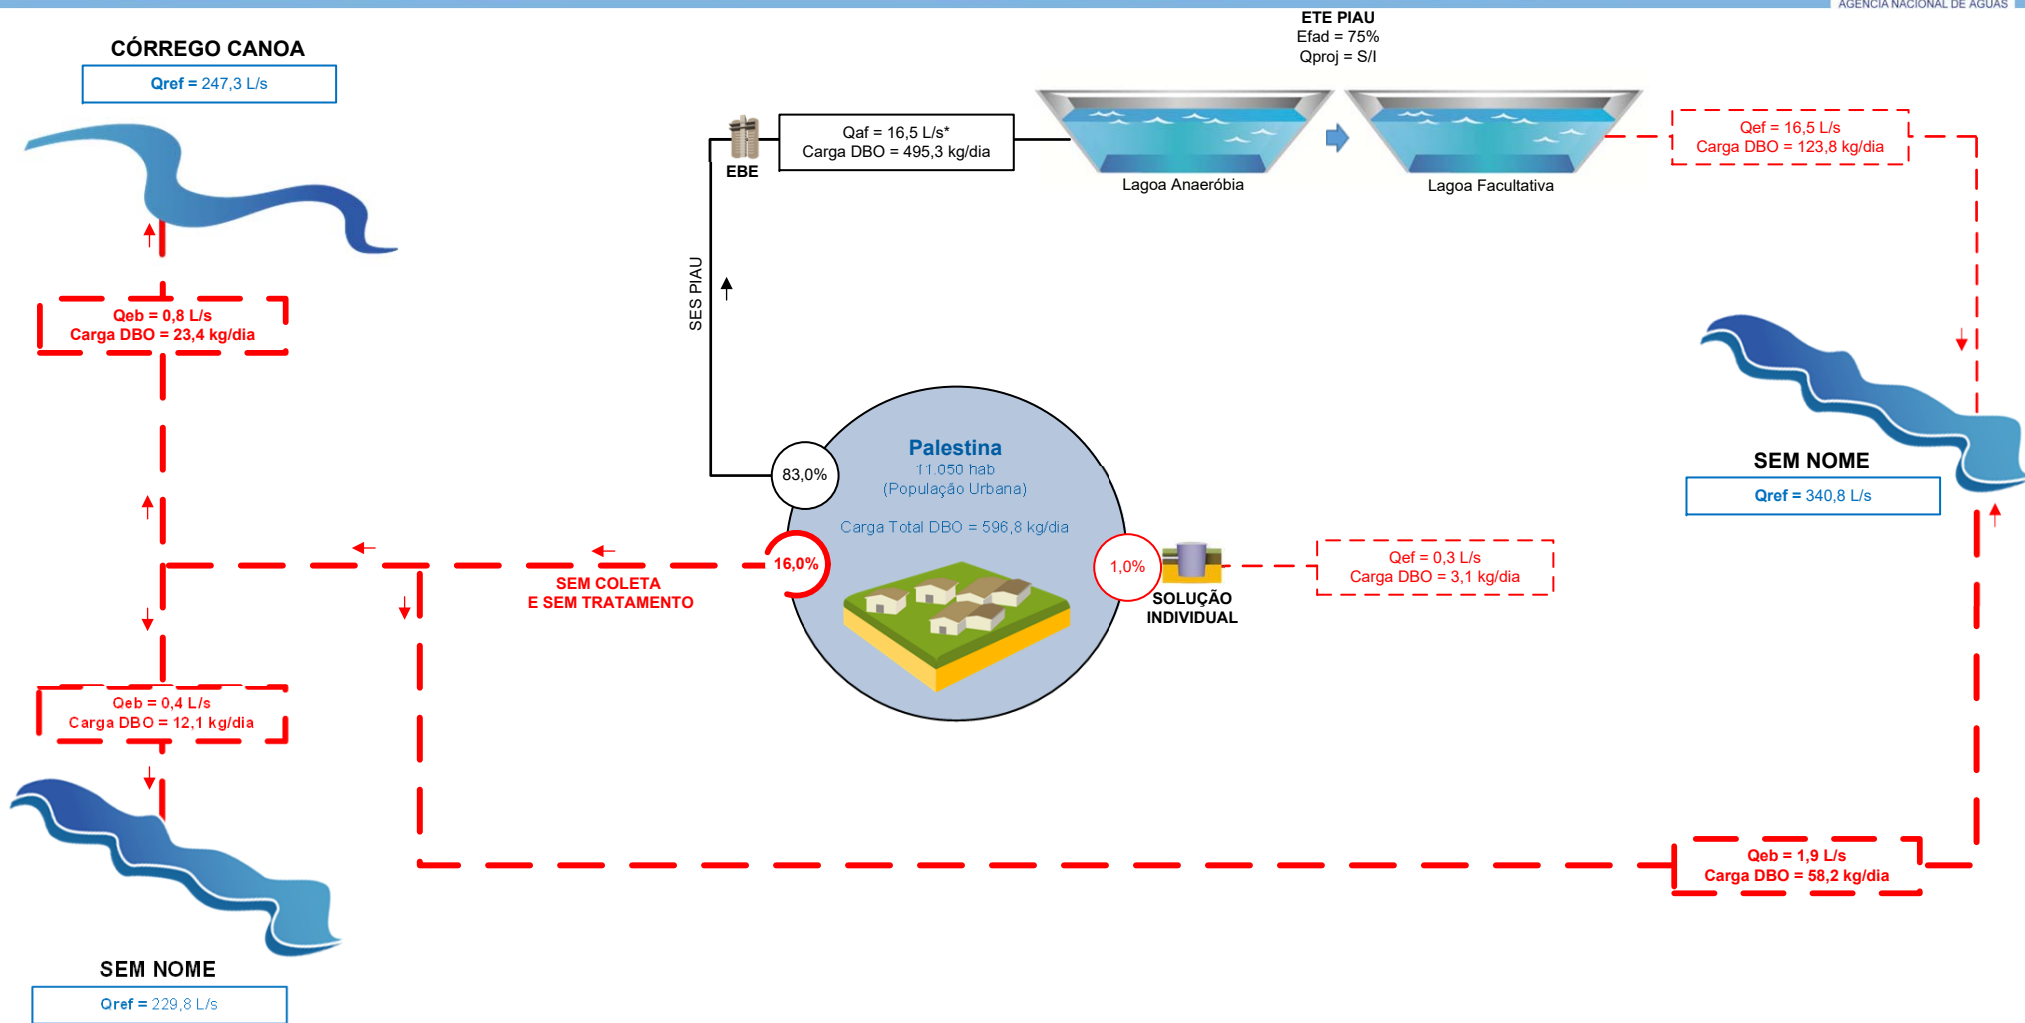 AGÊNCIA NACIONAL DE ÁGUAS
ETE PIAU
Efad = 75%
Qproj = S/I
CÓRREGO CANOA
Qref = 247,3 L/s
EBE
Qaf = 16,5 L/s*
Carga DBO = 495,3 kg/dia
Lagoa Anaeróbia
Lagoa Facultativa
Qef = 16,5 L/s
Carga DBO = 123,8 kg/dia
SES PIAU
Qeb = 0,8 L/s
Carga DBO = 23,4 kg/dia
SEM NOME
Qref = 340,8 L/s
83,0%
Palestina
11.050 hab
(População Urbana)
Carga Total DBO = 596,8 kg/dia
16,0%
SEM COLETA
E SEM TRATAMENTO
1,0%
SOLUÇÃO
INDIVIDUAL
Qef = 0,3 L/s
Carga DBO = 3,1 kg/dia
Qeb = 0,4 L/s
Carga DBO = 12,1 kg/dia
Qeb = 1,9 L/s
Carga DBO = 58,2 kg/dia
SEM NOME
Qref = 229,8 L/s